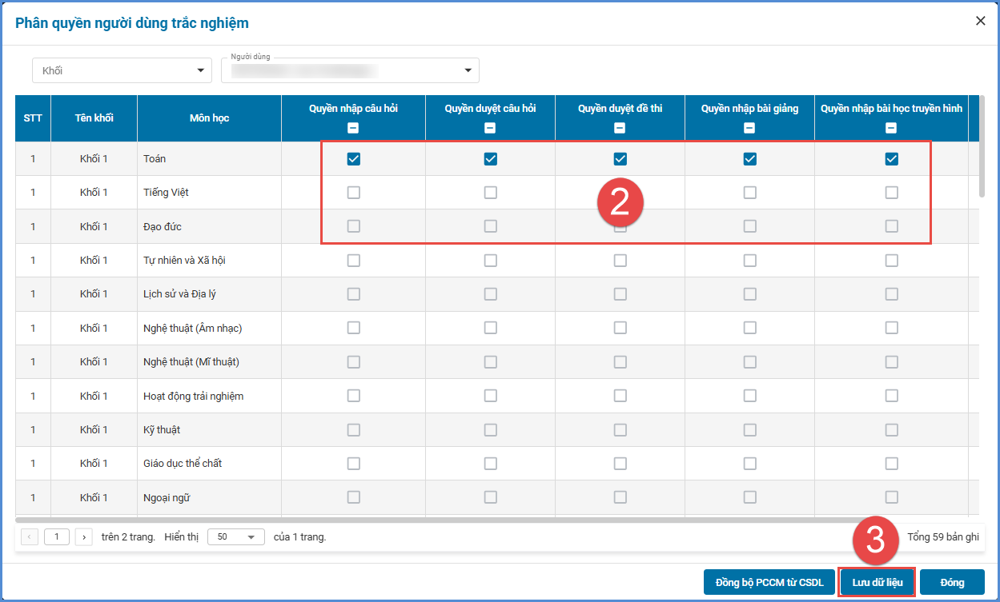 Phân quyền người dùng trắc nghiệm
Khối
Người dùng
STT Tên khối Môn học Quyền nhập câu hỏi Quyền duyệt câu hỏi Quyền duyệt đề thi Quyền nhập bài giảng Quyền nhập bài học truyền hình
1 Khối 1 Toán
1 Khối 1 Tiếng Việt
2
1 Khối 1 Đạo đức
1 Khối 1 Tự nhiên và Xã hội
1 Khối 1 Lịch sử và Địa lý
1 Khối 1 Nghệ thuật (Âm nhạc)
1 Khối 1 Nghệ thuật (Mĩ thuật)
1 Khối 1 Hoạt động trải nghiệm
1 Khối 1 Kỹ thuật
1 Khối 1 Giáo dục thể chất
1 Khối 1 Ngoại ngữ
1 trên 2 trang. Hiển thị 50 của 1 trang. 3 Tổng 59 bản ghi
Đồng bộ PCCM từ CSDL Lưu dữ liệu Đóng